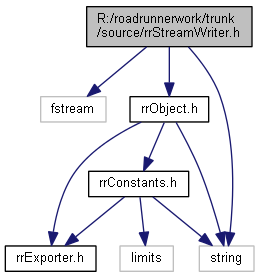 R:/roadrunnerwork/trunk
/source/rrStreamWriter.h
fstream
rrObject.h
rrConstants.h
rrExporter.h
limits
string